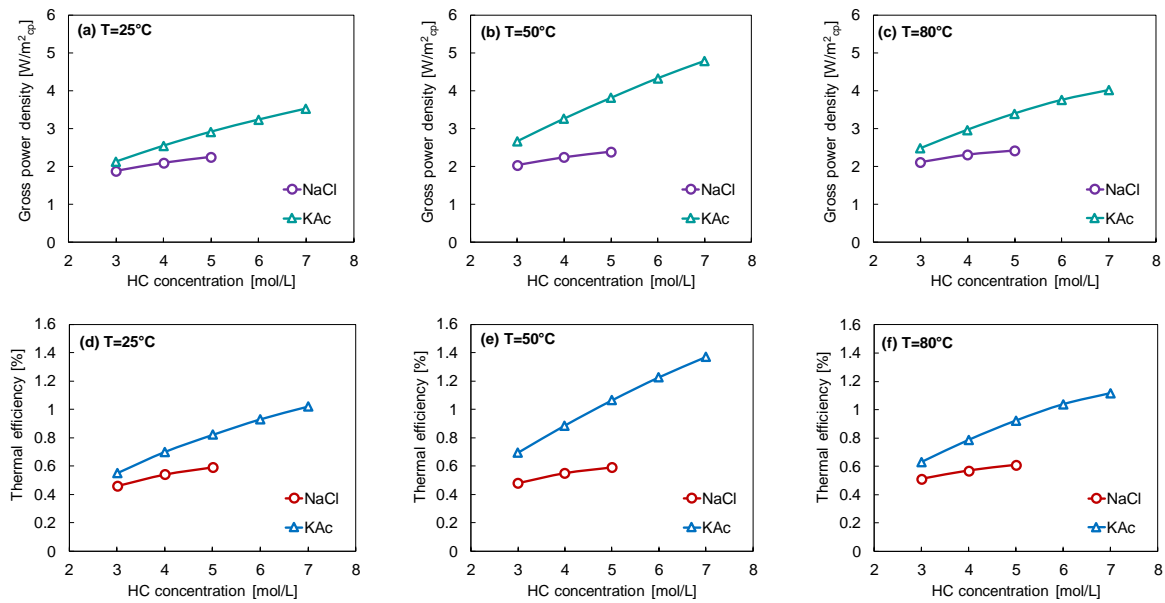 (a) T=25°C
Gross power density [W/m²cp]
6
5
4
3
2
1
0
2 3 4 5 6 7 8
HC concentration [mol/L]
NaCl
KAc
(b) T=50°C
Gross power density [W/m²cp]
6
5
4
3
2
1
0
2 3 4 5 6 7 8
HC concentration [mol/L]
NaCl
KAc
(c) T=80°C
Gross power density [W/m²cp]
6
5
4
3
2
1
0
2 3 4 5 6 7 8
HC concentration [mol/L]
NaCl
KAc
(d) T=25°C
Thermal efficiency [%]
1.6
1.4
1.2
1
0.8
0.6
0.4
0.2
0
2 3 4 5 6 7 8
HC concentration [mol/L]
NaCl
KAc
(e) T=50°C
Thermal efficiency [%]
1.6
1.4
1.2
1
0.8
0.6
0.4
0.2
0
2 3 4 5 6 7 8
HC concentration [mol/L]
NaCl
KAc
(f) T=80°C
Thermal efficiency [%]
1.6
1.4
1.2
1
0.8
0.6
0.4
0.2
0
2 3 4 5 6 7 8
HC concentration [mol/L]
NaCl
KAc